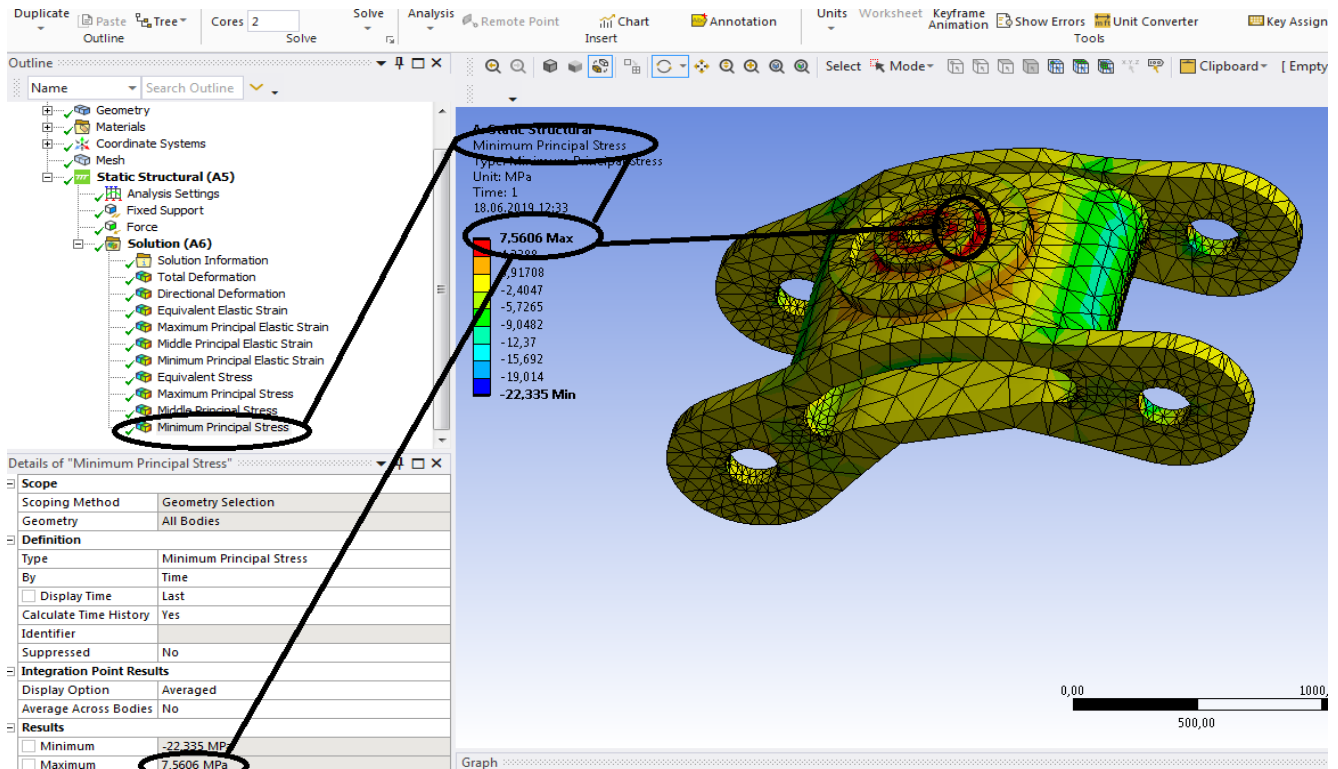 Duplicate
Paste
Tree
Cores 2
Solve
Analysis
Remote Point
Chart
Annotation
Units
Worksheet
Keyframe
Animation
Show Errors
Unit Converter
Key Assign
Outline
Solve
Insert
Tools
Outline
Name
Search Outline
Select
Mode
Clipboard
[ Empty
Geometry
Materials
Coordinate Systems
Mesh
Static Structural (A5)
Analysis Settings
Fixed Support
Force
Solution (A6)
Solution Information
Total Deformation
Directional Deformation
Equivalent Elastic Strain
Maximum Principal Elastic Strain
Middle Principal Elastic Strain
Minimum Principal Elastic Strain
Equivalent Stress
Maximum Principal Stress
Middle Principal Stress
Minimum Principal Stress
A: Static Structural
Minimum Principal Stress
Type: Minimum Principal Stress
Unit: MPa
Time: 1
18.06.2019 12:33
7,5606 Max
-2,4047
-5,7265
-9,0482
-12,37
-15,692
-19,014
-22,335 Min
0,00
1000,
500,00
Details of "Minimum Principal Stress"
Scope
Scoping Method Geometry Selection
Geometry All Bodies
Definition
Type Minimum Principal Stress
By Time
Display Time Last
Calculate Time History Yes
Identifier
Suppressed No
Integration Point Results
Display Option Averaged
Average Across Bodies No
Results
Minimum -22,335 MPa
Maximum 7,5606 MPa
Graph